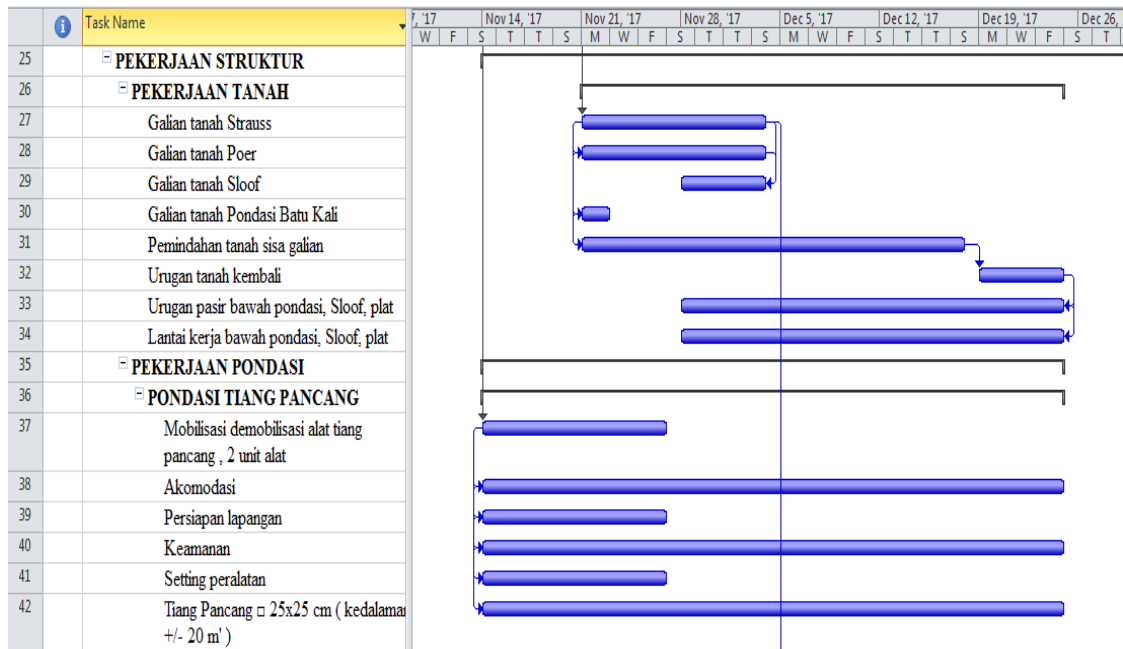 Task Name
7, '17 Nov 14, '17 Nov 21, '17 Nov 28, '17 Dec 5, '17 Dec 12, '17 Dec 19, '17 Dec 26,
W F S T T S M W F S T T S M W F S T T S M W F S T
25 PEKERJAAN STRUKTUR
26 PEKERJAAN TANAH
27 Galian tanah Strauss
28 Galian tanah Poer
29 Galian tanah Sloof
30 Galian tanah Pondasi Batu Kali
31 Pemindahan tanah sisa galian
32 Urugan tanah kembali
33 Urugan pasir bawah pondasi, Sloof, plat
34 Lantai kerja bawah pondasi, Sloof, plat
35 PEKERJAAN PONDASI
36 PONDASI TIANG PANCANG
37 Mobilisasi demobilisasi alat tiang
pancang , 2 unit alat
38 Akomodasi
39 Persiapan lapangan
40 Keamanan
41 Setting peralatan
42 Tiang Pancang □ 25x25 cm ( kedalaman
+/- 20 m' )